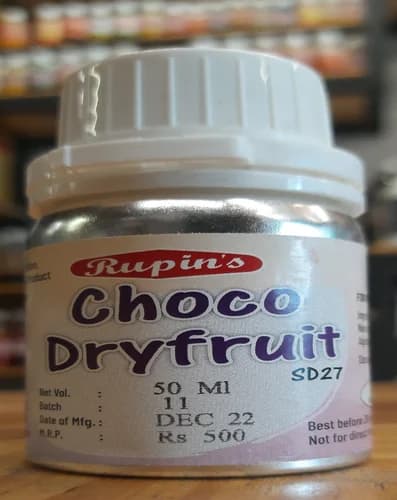 Rupin's
Choco
Dryfruit
SD27
Net Vol. : 50 Ml
Batch : 11
Date of Mfg. : DEC 22
M.R.P. : Rs 500
Best before
Not for direc